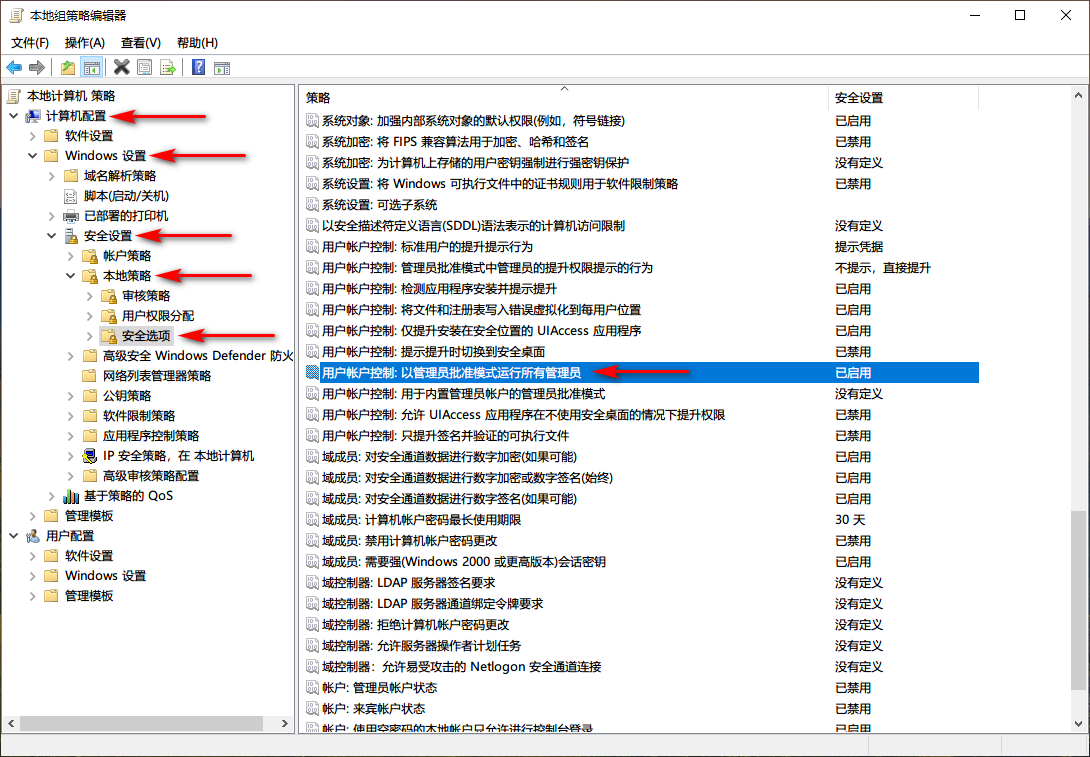 本地组策略编辑器
文件(F) 操作(A) 查看(V) 帮助(H)
本地计算机 策略
计算机配置
软件设置
Windows 设置
域名解析策略
脚本(启动/关机)
已部署的打印机
安全设置
帐户策略
本地策略
审核策略
用户权限分配
安全选项
高级安全 Windows Defender 防火
网络列表管理器策略
公钥策略
软件限制策略
应用程序控制策略
IP 安全策略，在 本地计算机
高级审核策略配置
基于策略的 QoS
管理模板
用户配置
软件设置
Windows 设置
管理模板
策略 安全设置
系统对象: 加强内部系统对象的默认权限(例如，符号链接) 已启用
系统加密: 将 FIPS 兼容算法用于加密、哈希和签名 已禁用
系统加密: 为计算机上存储的用户密钥强制进行强密钥保护 没有定义
系统设置: 将 Windows 可执行文件中的证书规则用于软件限制策略 已禁用
系统设置: 可选子系统
以安全描述符定义语言(SDDL)语法表示的计算机访问限制 没有定义
用户帐户控制: 标准用户的提升提示行为 提示凭据
用户帐户控制: 管理员批准模式中管理员的提升权限提示的行为 不提示，直接提升
用户帐户控制: 检测应用程序安装并提示提升 已启用
用户帐户控制: 将文件和注册表写入错误虚拟化到每用户位置 已启用
用户帐户控制: 仅提升安装在安全位置的 UIAccess 应用程序 已启用
用户帐户控制: 提示提升时切换到安全桌面 已禁用
用户帐户控制: 以管理员批准模式运行所有管理员 已启用
用户帐户控制: 用于内置管理员帐户的管理员批准模式 没有定义
用户帐户控制: 允许 UIAccess 应用程序在不使用安全桌面的情况下提升权限 已禁用
用户帐户控制: 只提升签名并验证的可执行文件 已禁用
域成员: 对安全通道数据进行数字加密(如果可能) 已启用
域成员: 对安全通道数据进行数字加密或数字签名(始终) 已启用
域成员: 对安全通道数据进行数字签名(如果可能) 已启用
域成员: 计算机帐户密码最长使用期限 30 天
域成员: 禁用计算机帐户密码更改 已禁用
域成员: 需要强(Windows 2000 或更高版本)会话密钥 已启用
域控制器: LDAP 服务器签名要求 没有定义
域控制器: LDAP 服务器通道绑定令牌要求 没有定义
域控制器: 拒绝计算机帐户密码更改 没有定义
域控制器: 允许服务器操作者计划任务 没有定义
域控制器: 允许易受攻击的 Netlogon 安全通道连接 没有定义
帐户: 管理员帐户状态 已禁用
帐户: 来宾帐户状态 已禁用
帐户: 使用空密码的本地帐户只允许进行控制台登录 已启用